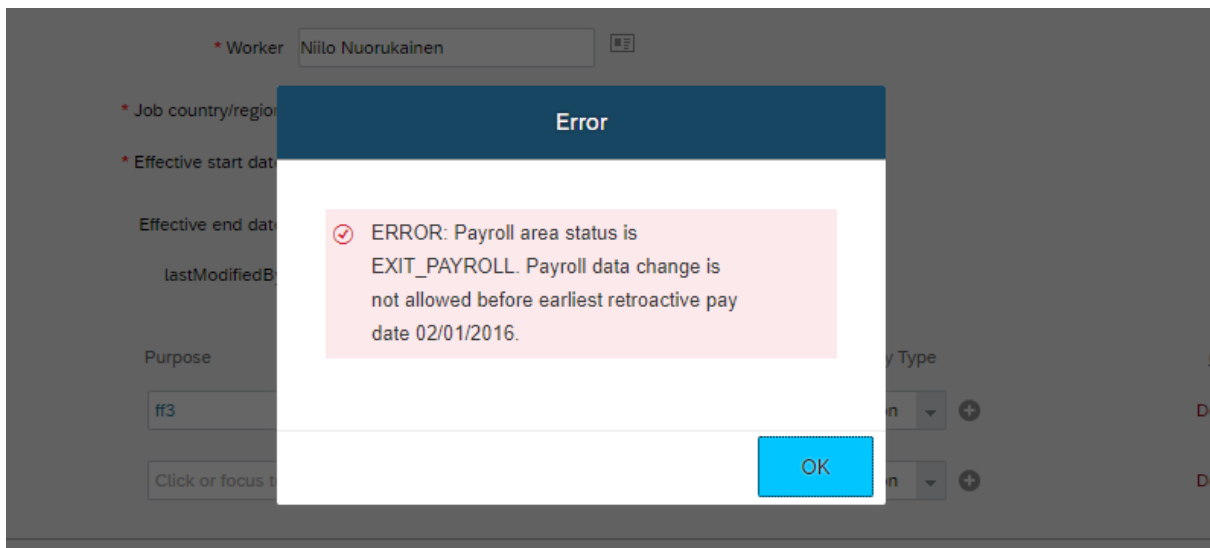 * Worker Niilo Nuorukainen
* Job country/regio
* Effective start dat
Effective end dat
lastModifiedB
Error
ERROR: Payroll area status is
EXIT_PAYROLL. Payroll data change is
not allowed before earliest retroactive pay
date 02/01/2016.
Purpose
y Type
ff3
n
D
Click or focus t
n
D
OK